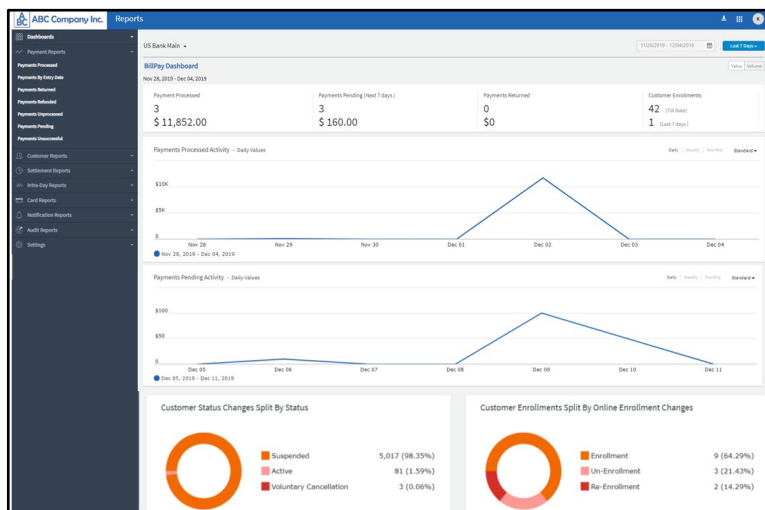 ABC ABC Company Inc. Reports K
Dashboards
Payment Reports
Payments Processed
Payments By Entry Date
Payments Returned
Payments Refunded
Payments Unprocessed
Payments Pending
Payments Unsuccessful
Customer Reports
Settlement Reports
Intra-Day Reports
Card Reports
Notification Reports
Audit Reports
Settings
US Bank Main 11/28/2019 - 12/04/2019 Last 7 Days
BillPay Dashboard Value Volume
Nov 28, 2019 - Dec 04, 2019
Payment Processed Payments Pending (Next 7 days) Payments Returned Customer Enrollments
3 3 0 42 (Till Date)
$ 11,852.00 $ 160.00 $0 1 (Last 7 days)
Payments Processed Activity - Daily Values Daily Weekly Monthly Standard
$10K
$5K
0
Nov 28 Nov 29 Nov 30 Dec 01 Dec 02 Dec 03 Dec 04
Nov 28, 2019 - Dec 04, 2019
Payments Pending Activity - Daily Values Daily Weekly Monthly Standard
$100
$50
0
Dec 05 Dec 06 Dec 07 Dec 08 Dec 09 Dec 10 Dec 11
Dec 05, 2019 - Dec 11, 2019
Customer Status Changes Split By Status
Suspended 5,017 (98.35%)
Active 81 (1.59%)
Voluntary Cancellation 3 (0.06%)
Customer Enrollments Split By Online Enrollment Changes
Enrollment 9 (64.29%)
Un-Enrollment 3 (21.43%)
Re-Enrollment 2 (14.29%)